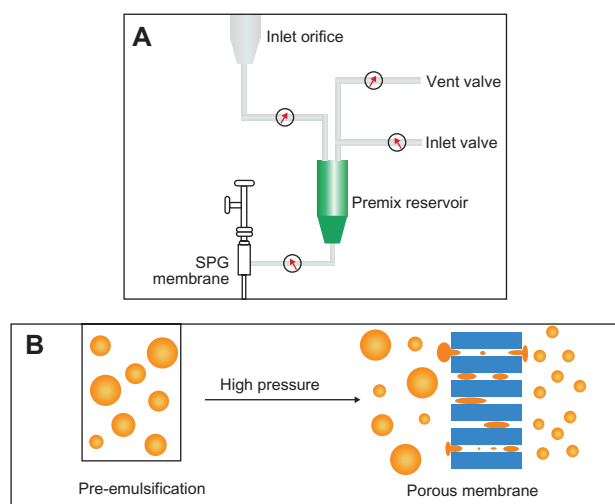 A
Inlet orifice
Vent valve
Inlet valve
Premix reservoir
SPG
membrane
B
High pressure
Pre-emulsification
Porous membrane